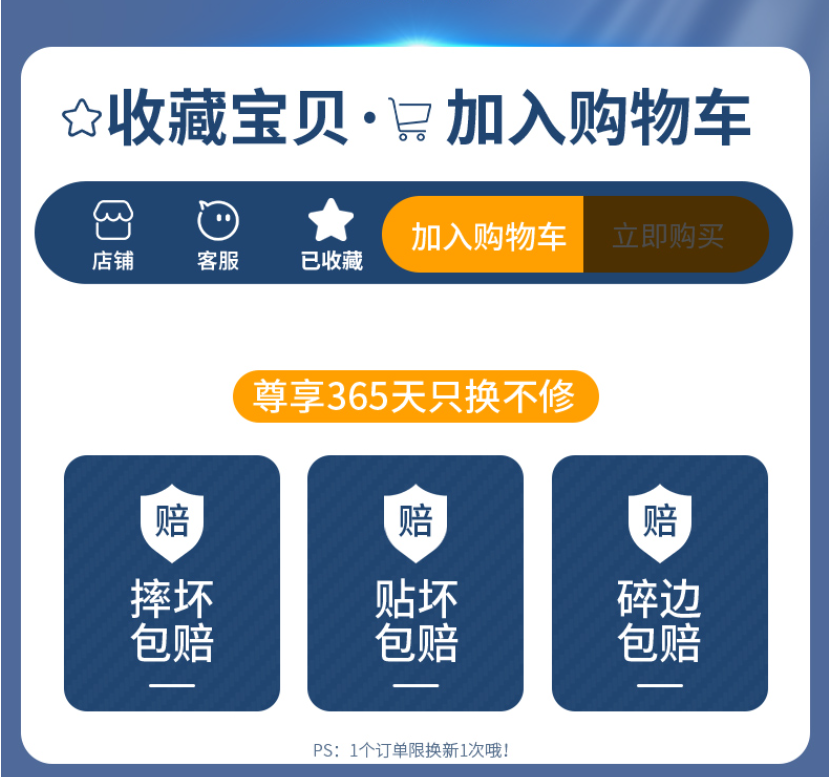 收藏宝贝·加入购物车
店铺 客服 已收藏 加入购物车 立即购买
尊享365天只换不修
赔 赔 赔
摔坏 贴坏 碎边
包赔 包赔 包赔
PS：1个订单限换新1次哦！